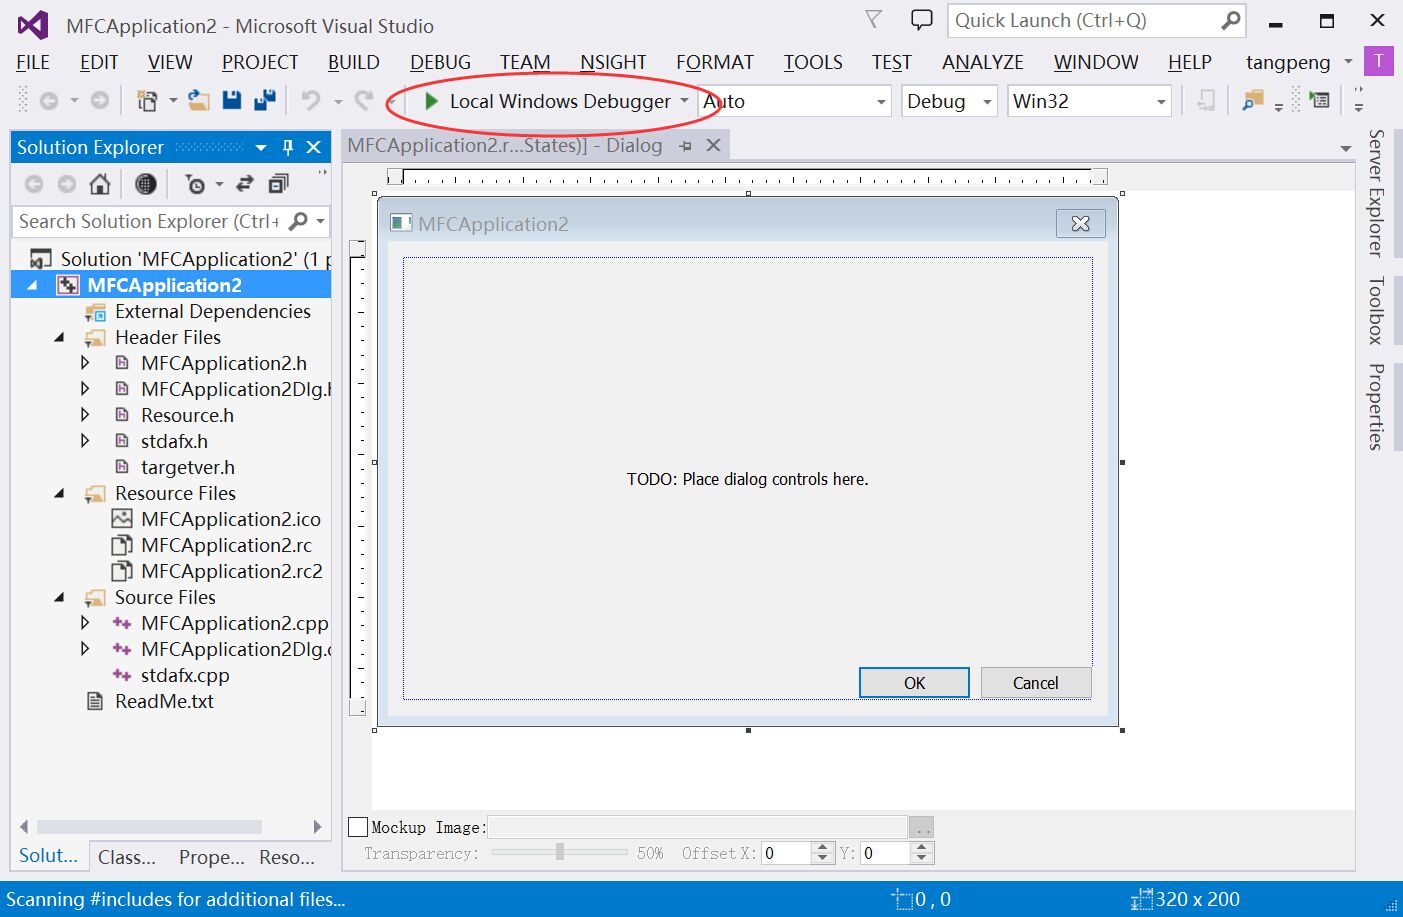 MFCApplication2 - Microsoft Visual Studio
Quick Launch (Ctrl+Q)
FILE EDIT VIEW PROJECT BUILD DEBUG TEAM NSIGHT FORMAT TOOLS TEST ANALYZE WINDOW HELP tangpeng T
Local Windows Debugger Auto Debug Win32
Solution Explorer
MFCApplication2.r...States)] - Dialog
Search Solution Explorer (Ctrl+
Solution 'MFCApplication2' (1 p
MFCApplication2
External Dependencies
Header Files
MFCApplication2.h
MFCApplication2Dlg.h
Resource.h
stdafx.h
targetver.h
Resource Files
MFCApplication2.ico
MFCApplication2.rc
MFCApplication2.rc2
Source Files
MFCApplication2.cpp
MFCApplication2Dlg.c
stdafx.cpp
ReadMe.txt
Solut... Class... Prope... Reso...
MFCApplication2
TODO: Place dialog controls here.
OK Cancel
Mockup Image: ..
Transparency: 50% Offset X: 0 Y: 0
Server Explorer
Toolbox
Properties
Scanning #includes for additional files... 0 , 0 320 x 200